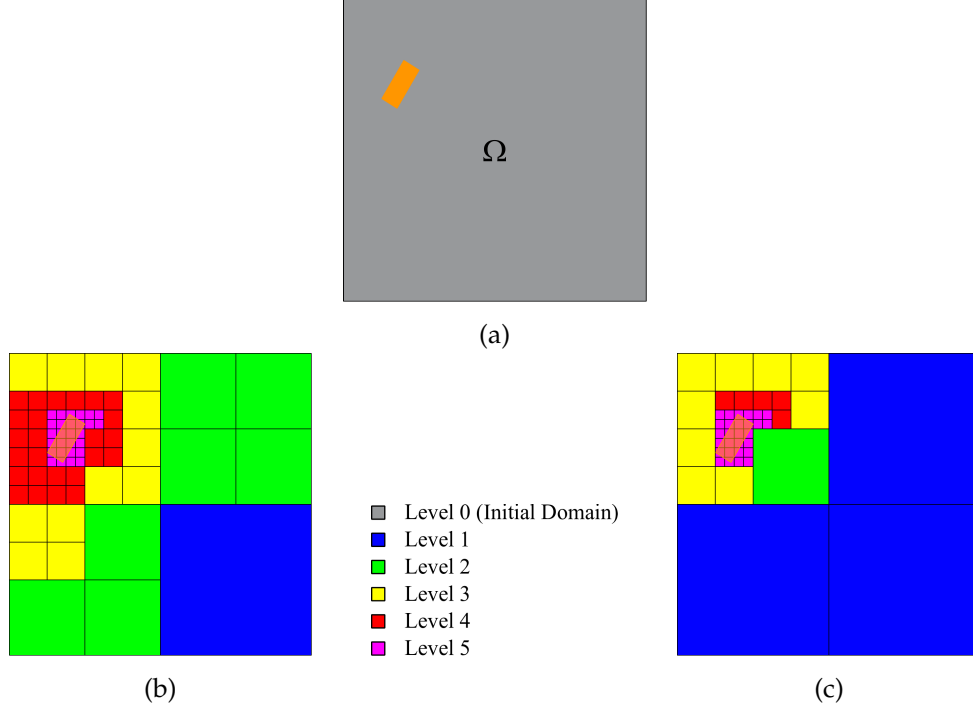 Ω
(a)
Level 0 (Initial Domain)
Level 1
Level 2
Level 3
Level 4
Level 5
(b)
(c)